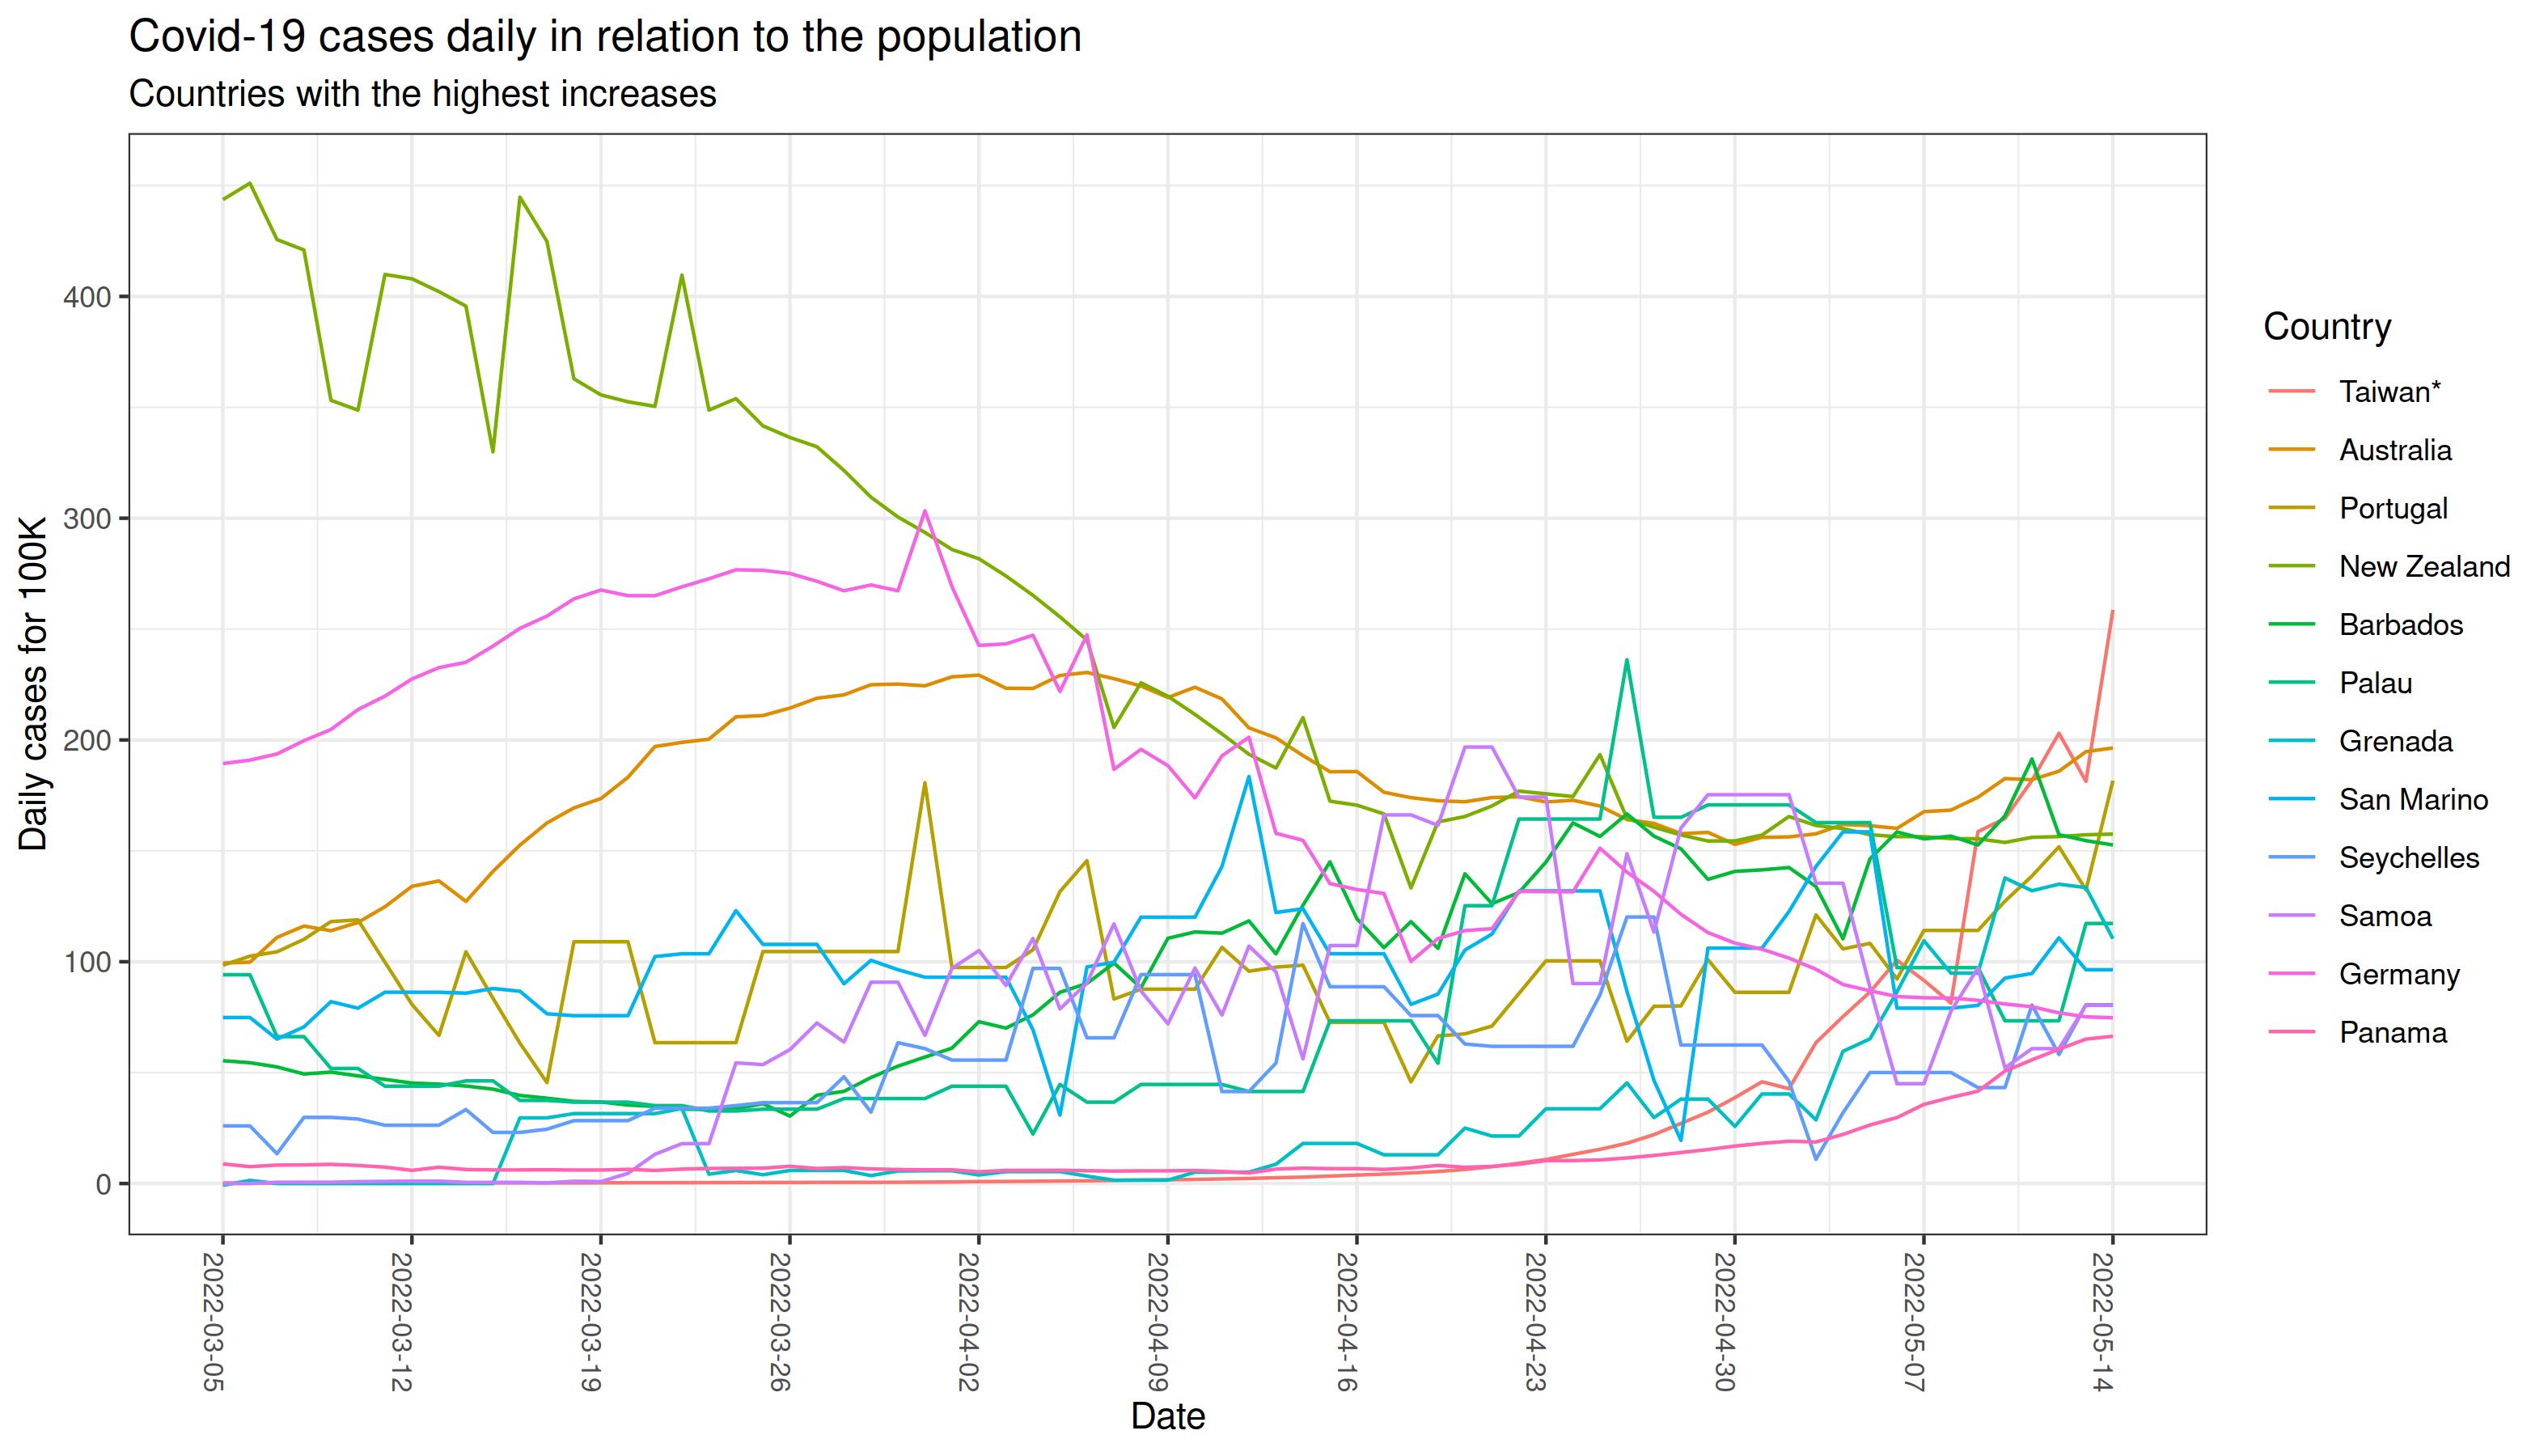 Covid-19 cases daily in relation to the population
Countries with the highest increases
Daily cases for 100K
400
300
200
100
0
2022-03-05
2022-03-12
2022-03-19
2022-03-26
2022-04-02
2022-04-09
2022-04-16
2022-04-23
2022-04-30
2022-05-07
2022-05-14
Date
Country
Taiwan*
Australia
Portugal
New Zealand
Barbados
Palau
Grenada
San Marino
Seychelles
Samoa
Germany
Panama